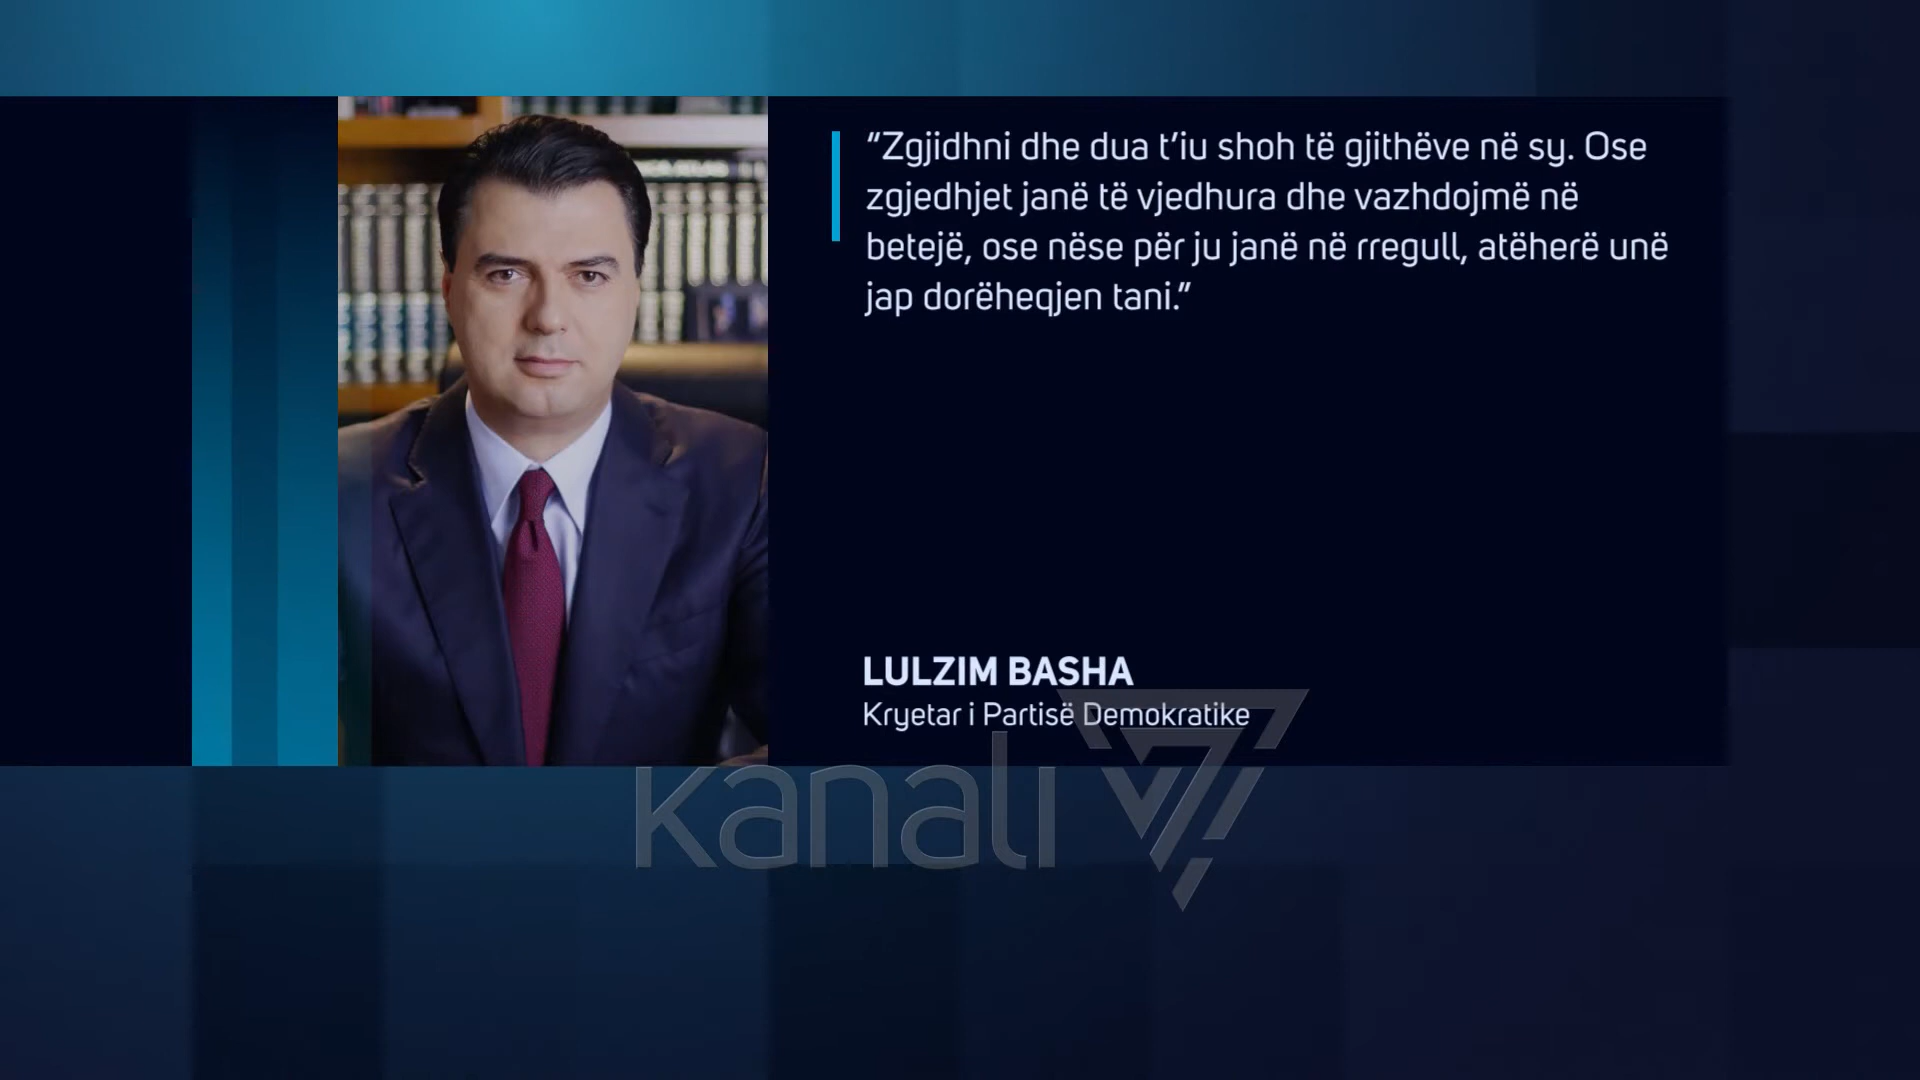 “Zgjidhni dhe dua t’iu shoh të gjithëve në sy. Ose
zgjedhjet janë të vjedhura dhe vazhdojmë në
betejë, ose nëse për ju janë në rregull, atëherë unë
jap dorëheqjen tani.”
LULZIM BASHA
Kryetar i Partisë Demokratike
kanali 7